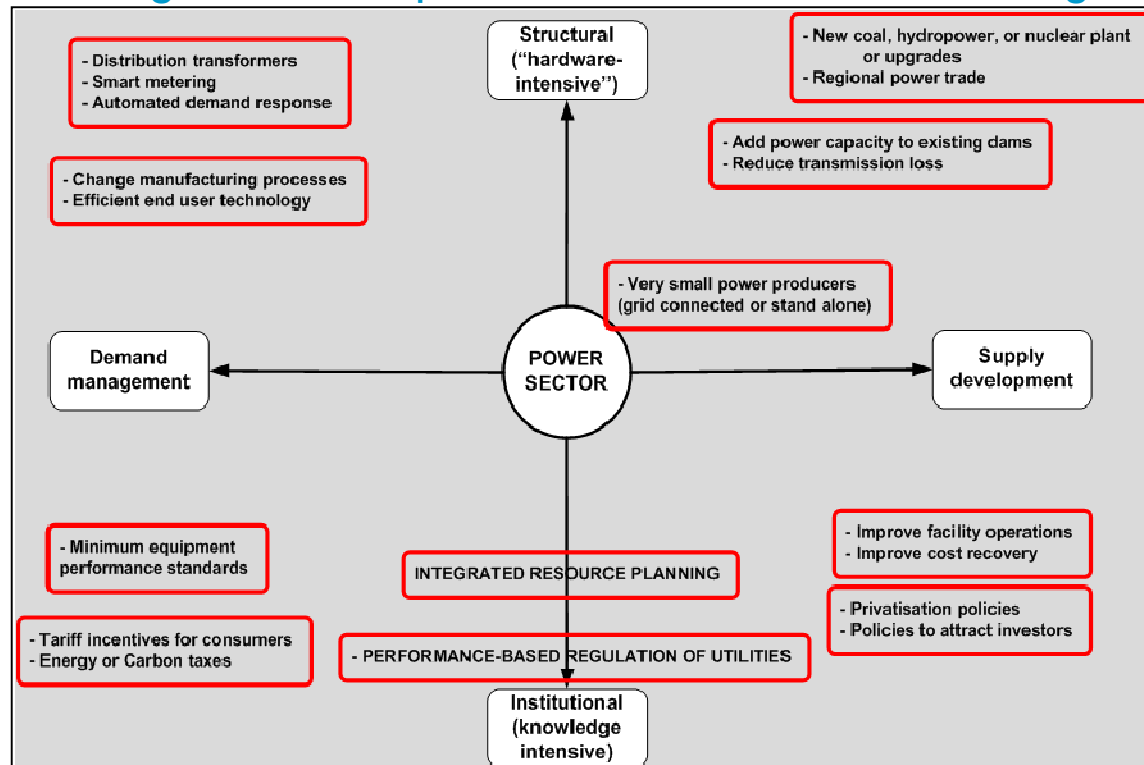 Structural
("hardware-
intensive")
- Distribution transformers
- Smart metering
- Automated demand response
- New coal, hydropower, or nuclear plant
or upgrades
- Regional power trade
- Add power capacity to existing dams
- Reduce transmission loss
- Change manufacturing processes
- Efficient end user technology
- Very small power producers
(grid connected or stand alone)
Demand
management
POWER
SECTOR
Supply
development
- Minimum equipment
performance standards
INTEGRATED RESOURCE PLANNING
- Improve facility operations
- Improve cost recovery
- Tariff incentives for consumers
- Energy or Carbon taxes
- PERFORMANCE-BASED REGULATION OF UTILITIES
- Privatisation policies
- Policies to attract investors
Institutional
(knowledge
intensive)